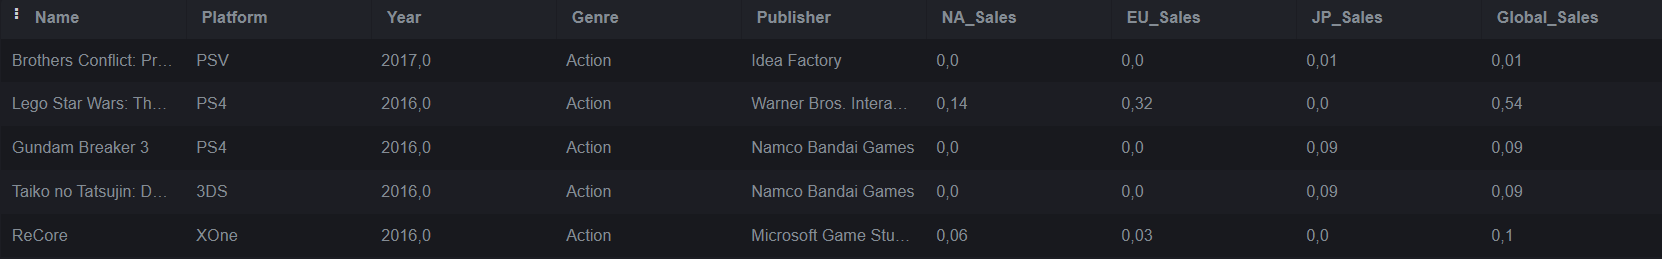 Name Platform Year Genre Publisher NA_Sales EU_Sales JP_Sales Global_Sales
Brothers Conflict: Pr... PSV 2017,0 Action Idea Factory 0,0 0,0 0,01 0,01
Lego Star Wars: Th... PS4 2016,0 Action Warner Bros. Intera... 0,14 0,32 0,0 0,54
Gundam Breaker 3 PS4 2016,0 Action Namco Bandai Games 0,0 0,0 0,09 0,09
Taiko no Tatsujin: D... 3DS 2016,0 Action Namco Bandai Games 0,0 0,0 0,09 0,09
ReCore XOne 2016,0 Action Microsoft Game Stu... 0,06 0,03 0,0 0,1